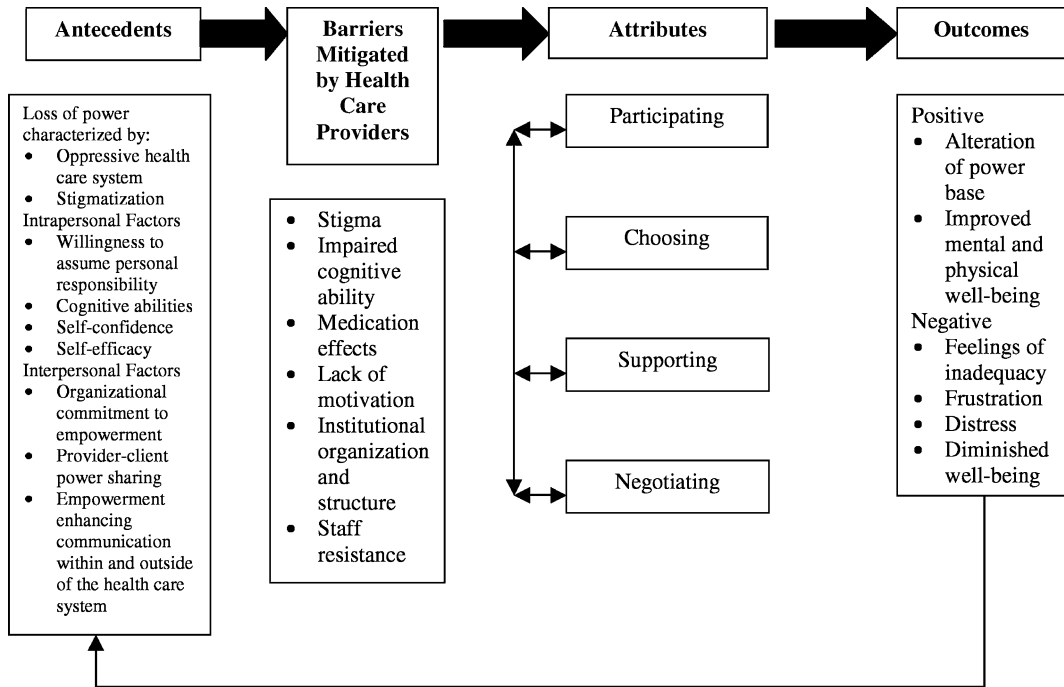 Antecedents
Barriers
Mitigated
by Health
Care
Providers
Attributes
Outcomes
Loss of power
characterized by:
• Oppressive health
care system
• Stigmatization
Intrapersonal Factors
• Willingness to
assume personal
responsibility
• Cognitive abilities
• Self-confidence
• Self-efficacy
Interpersonal Factors
• Organizational
commitment to
empowerment
• Provider-client
power sharing
• Empowerment
enhancing
communication
within and outside
of the health care
system
• Stigma
• Impaired
cognitive
ability
• Medication
effects
• Lack of
motivation
• Institutional
organization
and
structure
• Staff
resistance
Participating
Choosing
Supporting
Negotiating
Positive
• Alteration
of power
base
• Improved
mental and
physical
well-being
Negative
• Feelings of
inadequacy
• Frustration
• Distress
• Diminished
well-being